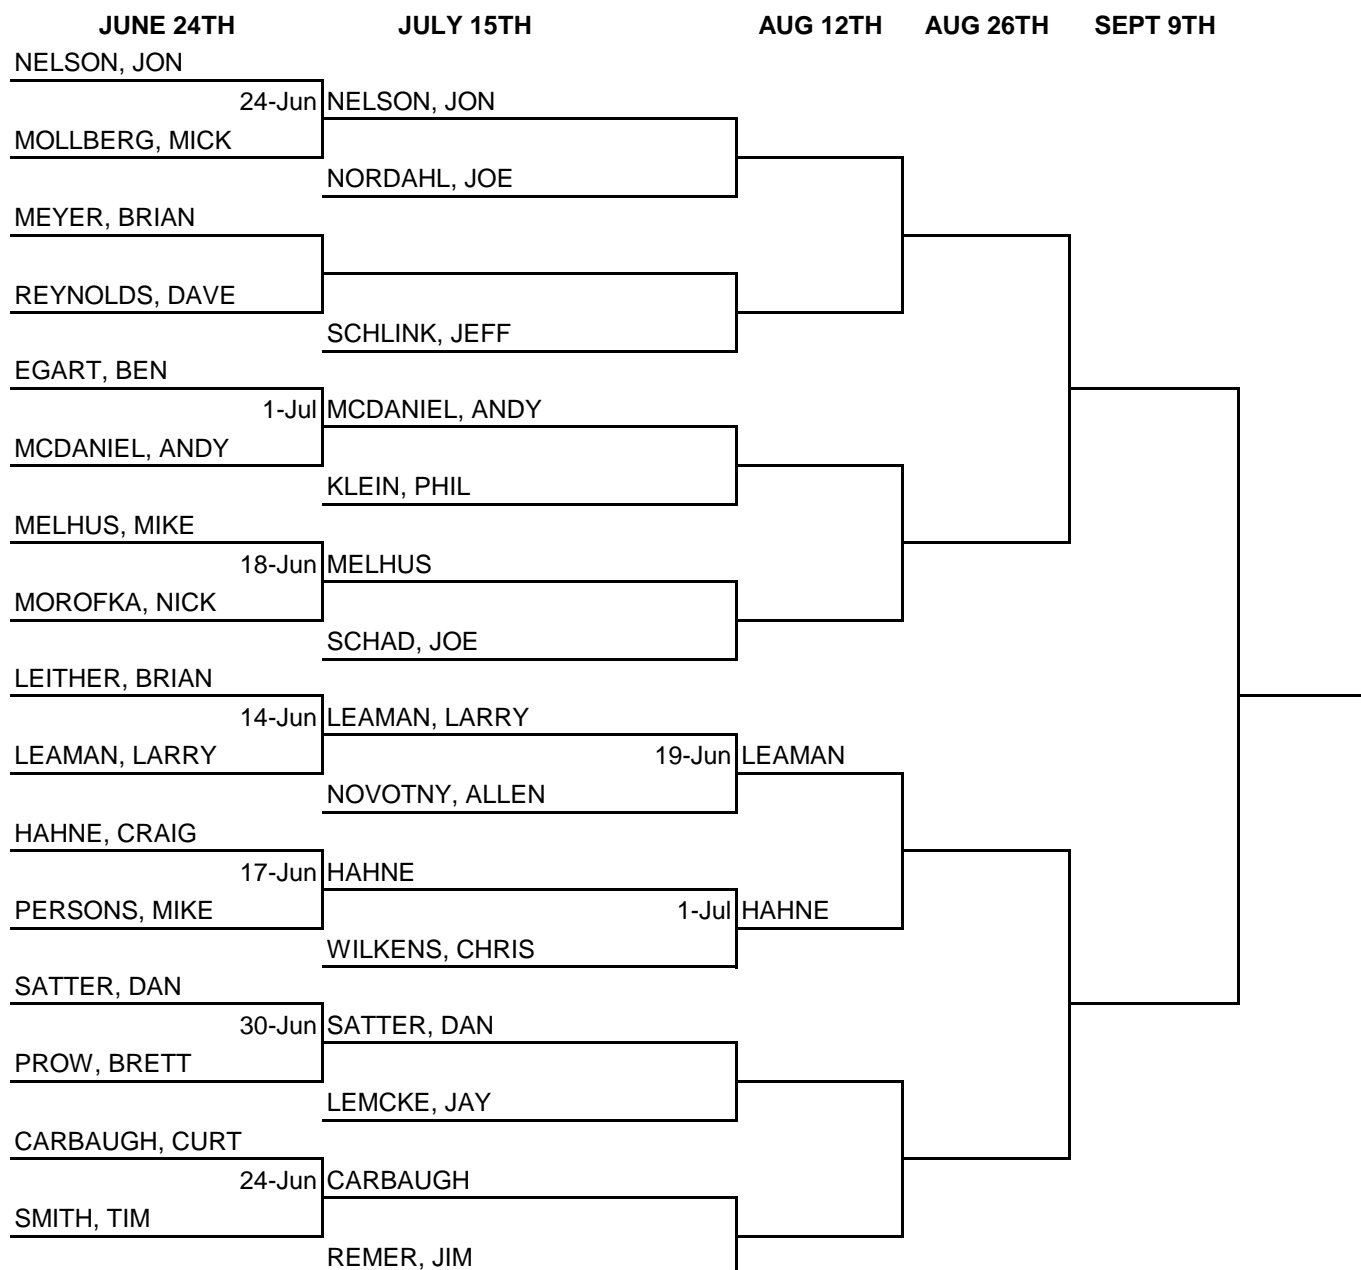 JUNE 24TH JULY 15TH AUG 12TH AUG 26TH SEPT 9TH
NELSON, JON
24-Jun NELSON, JON
MOLLBERG, MICK
NORDAHL, JOE
MEYER, BRIAN
REYNOLDS, DAVE
SCHLINK, JEFF
EGART, BEN
1-Jul MCDANIEL, ANDY
MCDANIEL, ANDY
KLEIN, PHIL
MELHUS, MIKE
18-Jun MELHUS
MOROFKA, NICK
SCHAD, JOE
LEITHER, BRIAN
14-Jun LEAMAN, LARRY
LEAMAN, LARRY 19-Jun LEAMAN
NOVOTNY, ALLEN
HAHNE, CRAIG
17-Jun HAHNE
PERSONS, MIKE 1-Jul HAHNE
WILKENS, CHRIS
SATTER, DAN
30-Jun SATTER, DAN
PROW, BRETT
LEMCKE, JAY
CARBAUGH, CURT
24-Jun CARBAUGH
SMITH, TIM
REMER, JIM